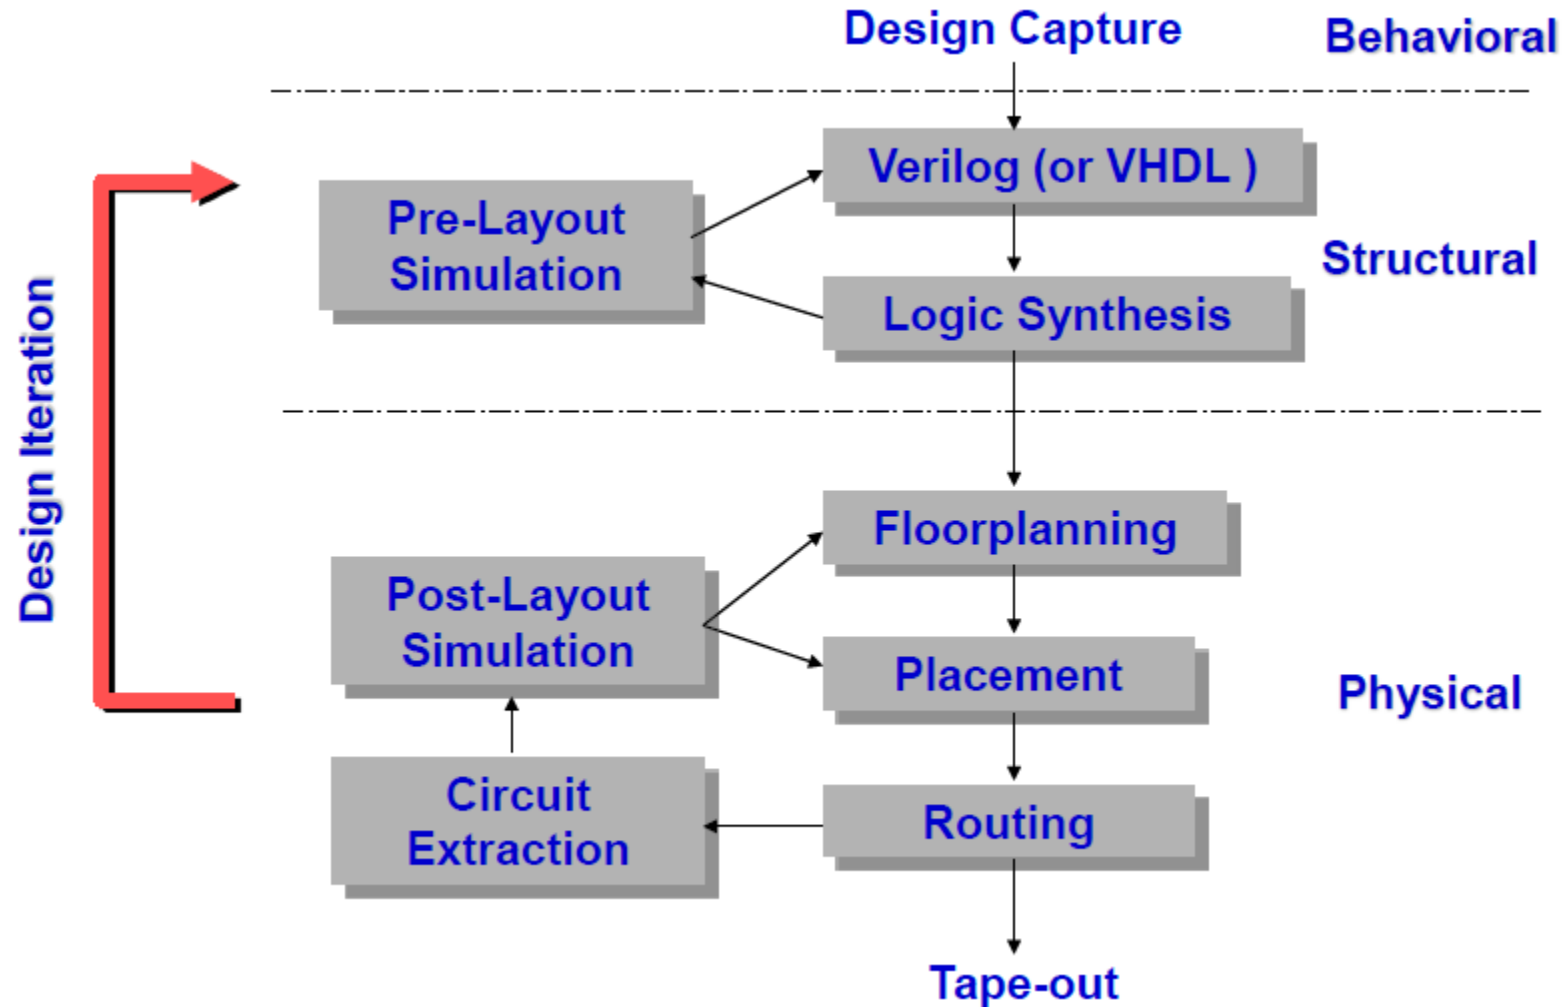 Design Capture
Behavioral
Verilog (or VHDL )
Pre-Layout
Simulation
Structural
Logic Synthesis
Design Iteration
Floorplanning
Post-Layout
Simulation
Placement
Physical
Circuit
Extraction
Routing
Tape-out